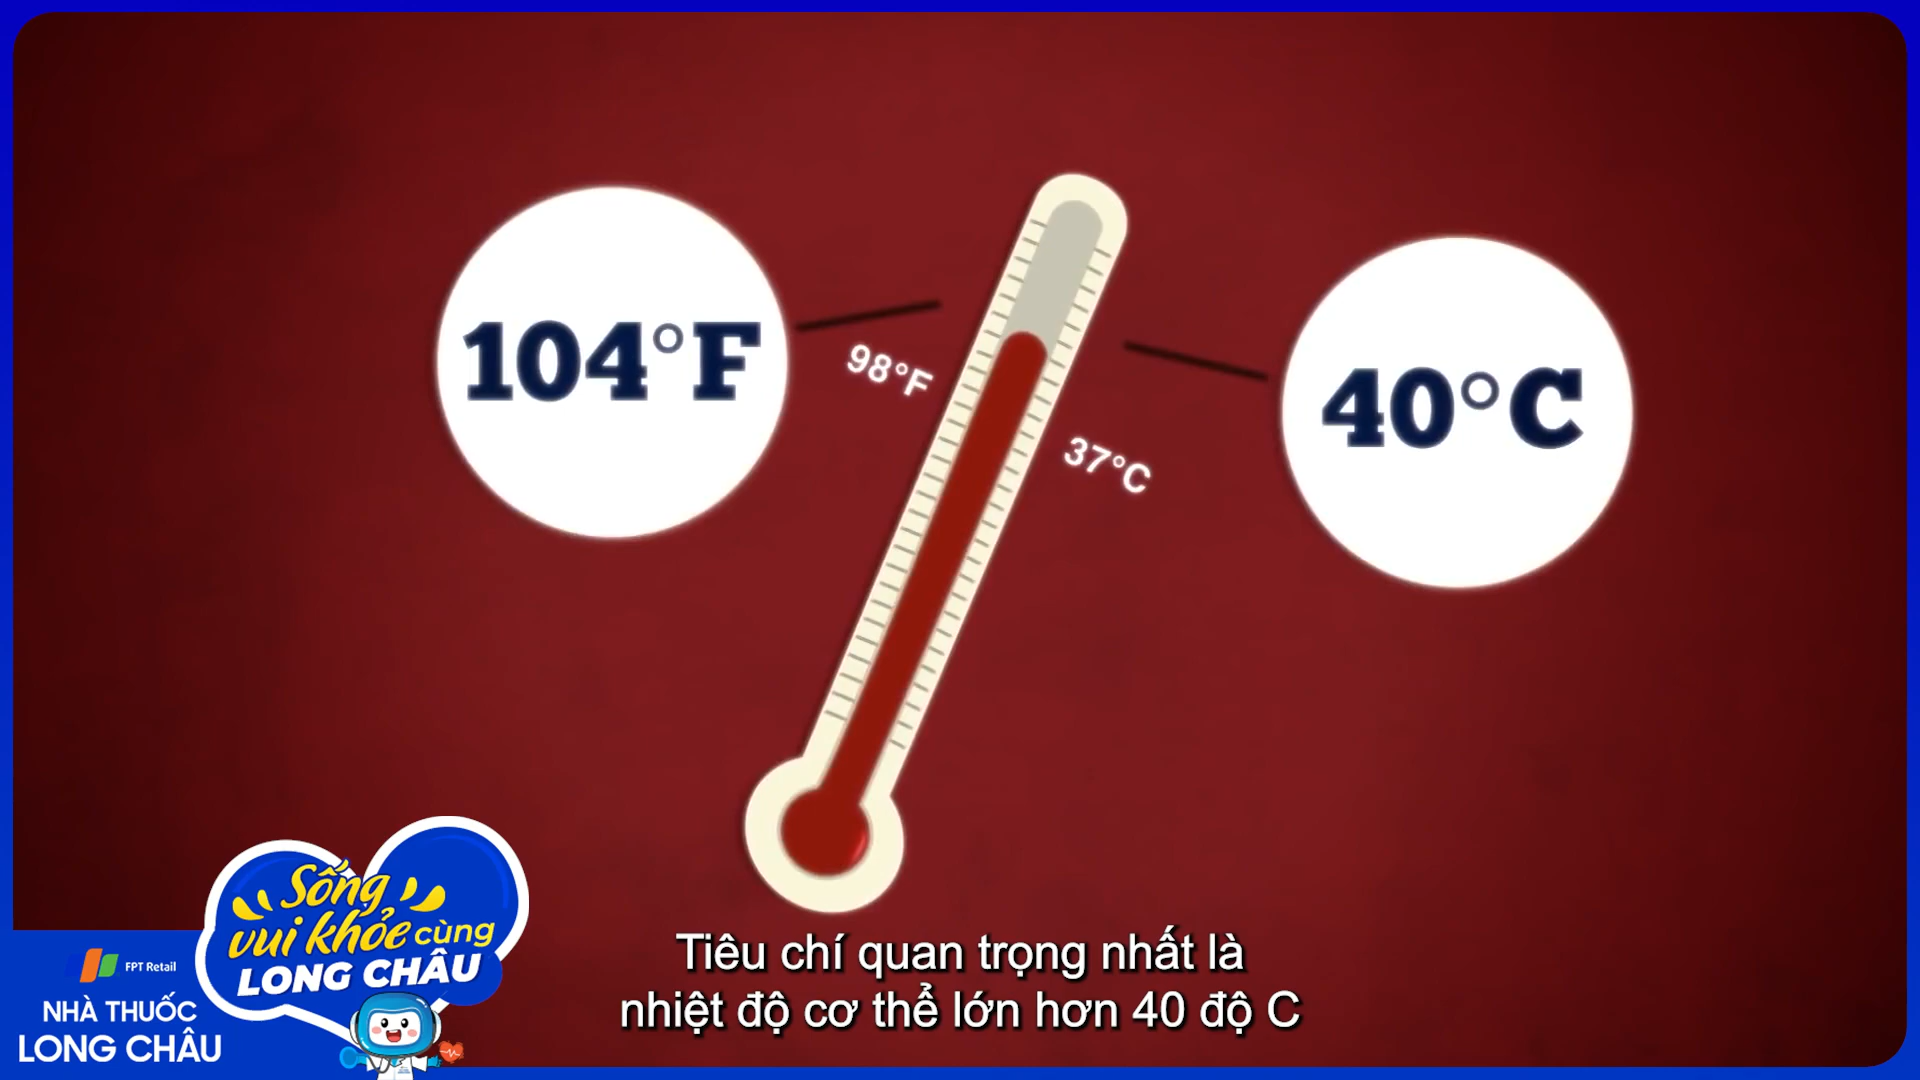 104°F
98°F
37°C
40°C
Sống
vui khỏe cùng
LONG CHÂU
FPT Retail
NHÀ THUỐC
LONG CHÂU
Tiêu chí quan trọng nhất là
nhiệt độ cơ thể lớn hơn 40 độ C